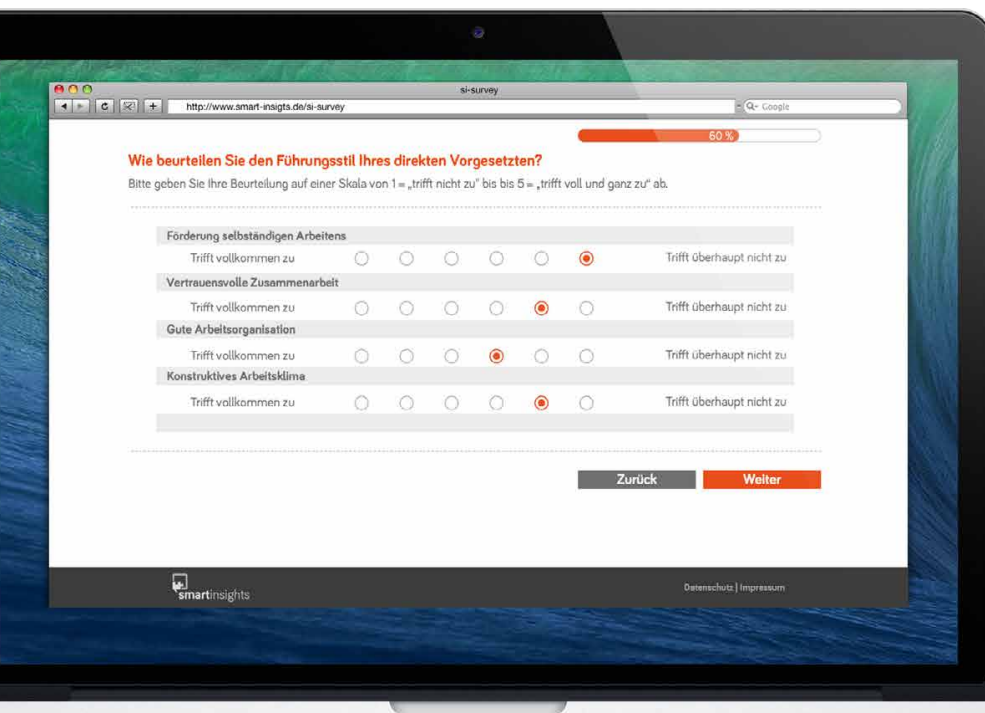 si-survey
http://www.smart-insigts.de/si-survey
Google
60 %
Wie beurteilen Sie den Führungsstil Ihres direkten Vorgesetzten?
Bitte geben Sie Ihre Beurteilung auf einer Skala von 1 = „trifft nicht zu" bis bis 5 = „trifft voll und ganz zu" ab.
Förderung selbständigen Arbeitens
Trifft vollkommen zu Trifft überhaupt nicht zu
Vertrauensvolle Zusammenarbeit
Trifft vollkommen zu Trifft überhaupt nicht zu
Gute Arbeitsorganisation
Trifft vollkommen zu Trifft überhaupt nicht zu
Konstruktives Arbeitsklima
Trifft vollkommen zu Trifft überhaupt nicht zu
Zurück Weiter
smartinsights
Datenschutz | Impressum